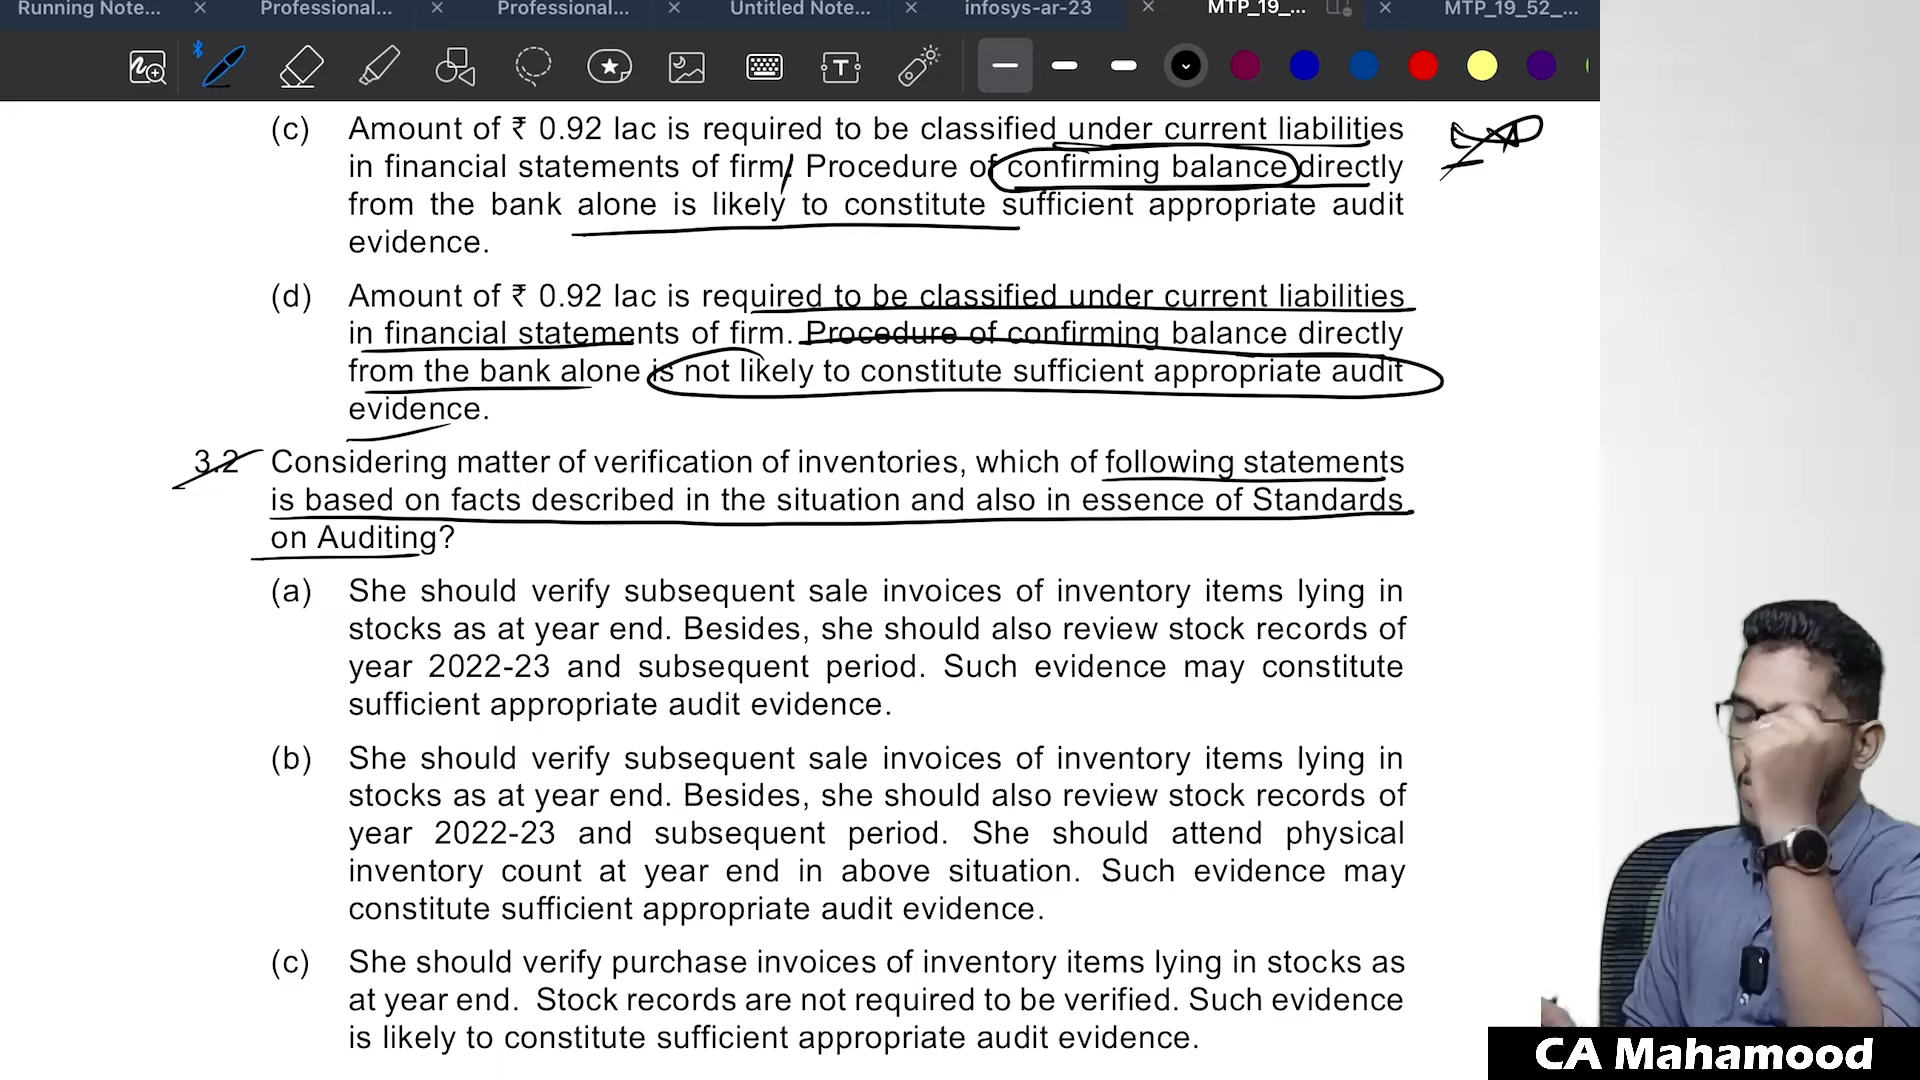 Running Note...
Professional...
Professional...
Untitled Note...
infosys-ar-23
MTP_19_...
MTP_19_52_...
(c) Amount of ₹ 0.92 lac is required to be classified under current liabilities
in financial statements of firm. Procedure of confirming balance directly
from the bank alone is likely to constitute sufficient appropriate audit
evidence.
(d) Amount of ₹ 0.92 lac is required to be classified under current liabilities
in financial statements of firm. Procedure of confirming balance directly
from the bank alone is not likely to constitute sufficient appropriate audit
evidence.
3.2 Considering matter of verification of inventories, which of following statements
is based on facts described in the situation and also in essence of Standards
on Auditing?
(a) She should verify subsequent sale invoices of inventory items lying in
stocks as at year end. Besides, she should also review stock records of
year 2022-23 and subsequent period. Such evidence may constitute
sufficient appropriate audit evidence.
(b) She should verify subsequent sale invoices of inventory items lying in
stocks as at year end. Besides, she should also review stock records of
year 2022-23 and subsequent period. She should attend physical
inventory count at year end in above situation. Such evidence may
constitute sufficient appropriate audit evidence.
(c) She should verify purchase invoices of inventory items lying in stocks as
at year end. Stock records are not required to be verified. Such evidence
is likely to constitute sufficient appropriate audit evidence.
CA Mahamood